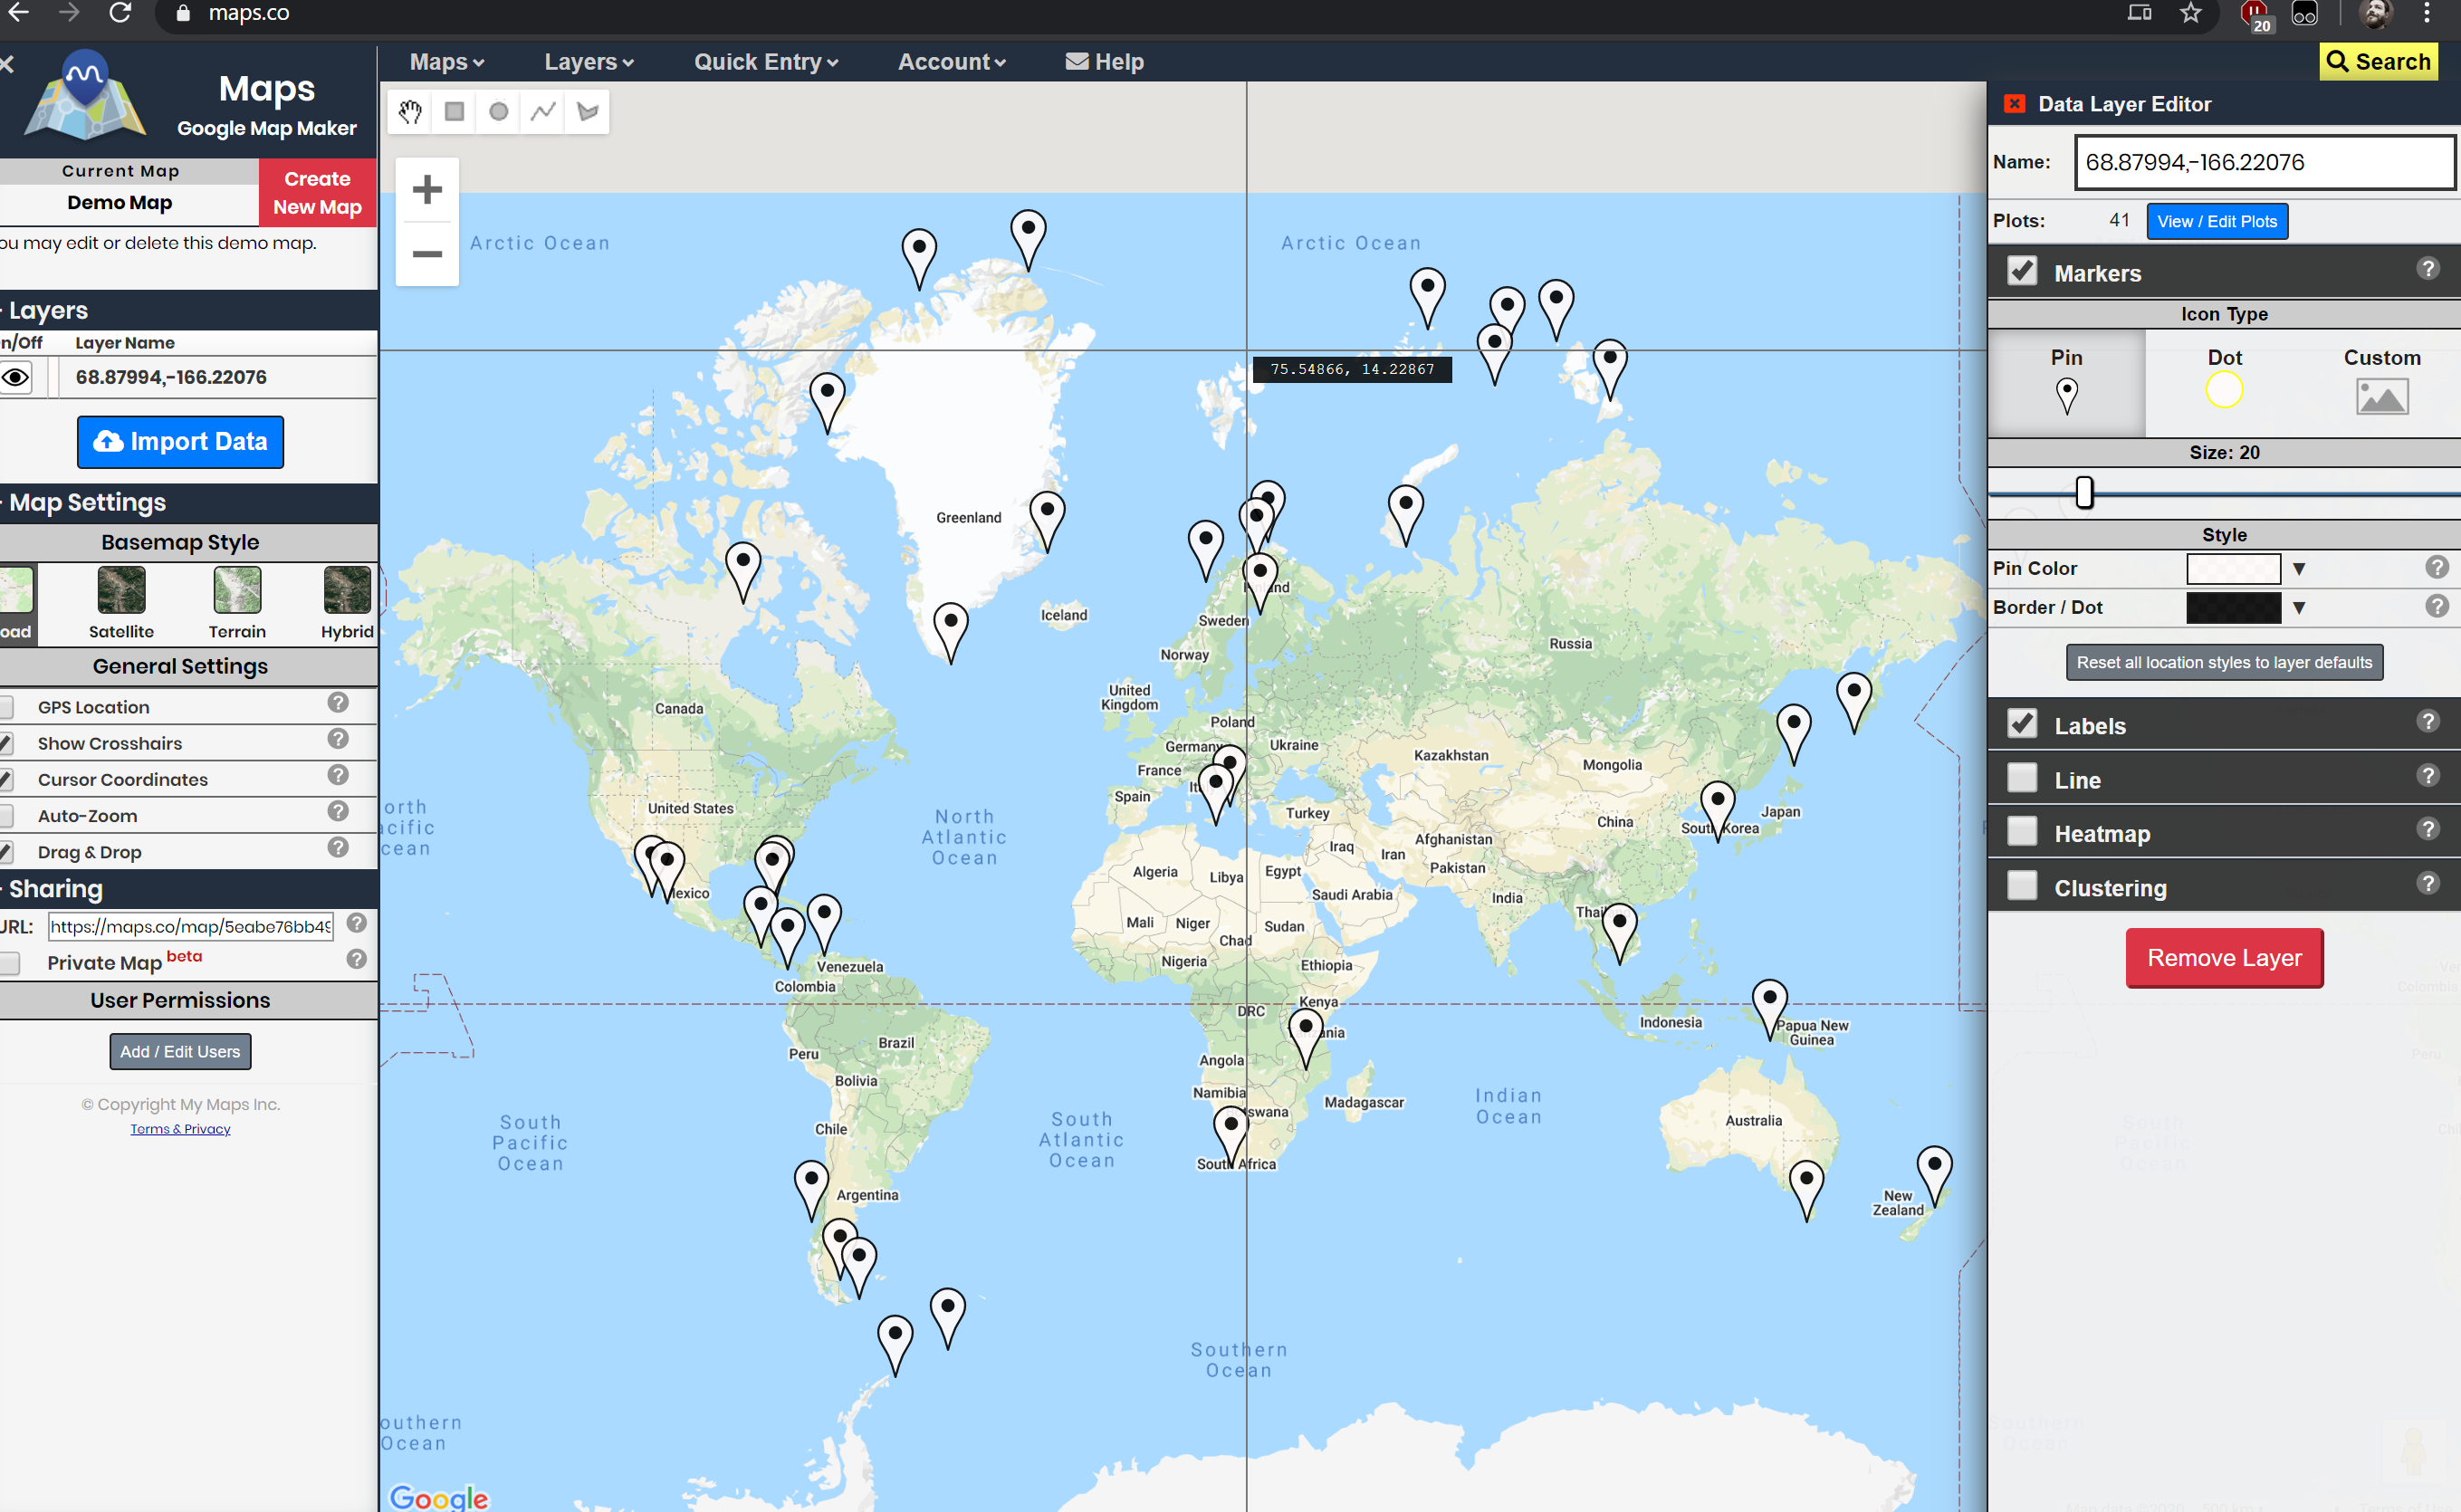 maps.co
20
Maps
Google Map Maker
Maps
Layers
Quick Entry
Account
Help
Search
Current Map
Demo Map
Create
New Map
ou may edit or delete this demo map.
Layers
n/Off
Layer Name
68.87994,-166.22076
Import Data
Map Settings
Basemap Style
oad
Satellite
Terrain
Hybrid
General Settings
GPS Location
?
Show Crosshairs
?
Cursor Coordinates
?
Auto-Zoom
?
Drag & Drop
?
Sharing
URL:
https://maps.co/map/5eabe76bb49
?
Private Map beta
?
User Permissions
Add / Edit Users
© Copyright My Maps Inc.
Terms & Privacy
Arctic Ocean
Arctic Ocean
75.54866, 14.22867
Greenland
Iceland
Sweden
Norway
Russia
United
Kingdom
Canada
Poland
Germany
Ukraine
France
Kazakhstan
Mongolia
Spain
Turkey
United States
North
Atlantic
Ocean
orth
acific
cean
China
South Korea
Japan
Afghanistan
Iraq
Iran
Pakistan
Algeria
Libya
Egypt
Saudi Arabia
India
Mexico
Mali
Niger
Chad
Sudan
Nigeria
Ethiopia
Venezuela
Colombia
Kenya
DRC
Indonesia
Papua New
Guinea
Brazil
Peru
Angola
Bolivia
Namibia
swana
Madagascar
Indian
Ocean
Australia
South
Pacific
Ocean
South
Atlantic
Ocean
Chile
South Africa
Argentina
New
Zealand
Southern
Ocean
outhern
Ocean
Google
Data Layer Editor
Name:
68.87994,-166.22076
Plots:
41
View / Edit Plots
Markers
?
Icon Type
Pin
Dot
Custom
Size: 20
Style
Pin Color
▼
?
Border / Dot
▼
?
Reset all location styles to layer defaults
Labels
?
Line
?
Heatmap
?
Clustering
?
Remove Layer